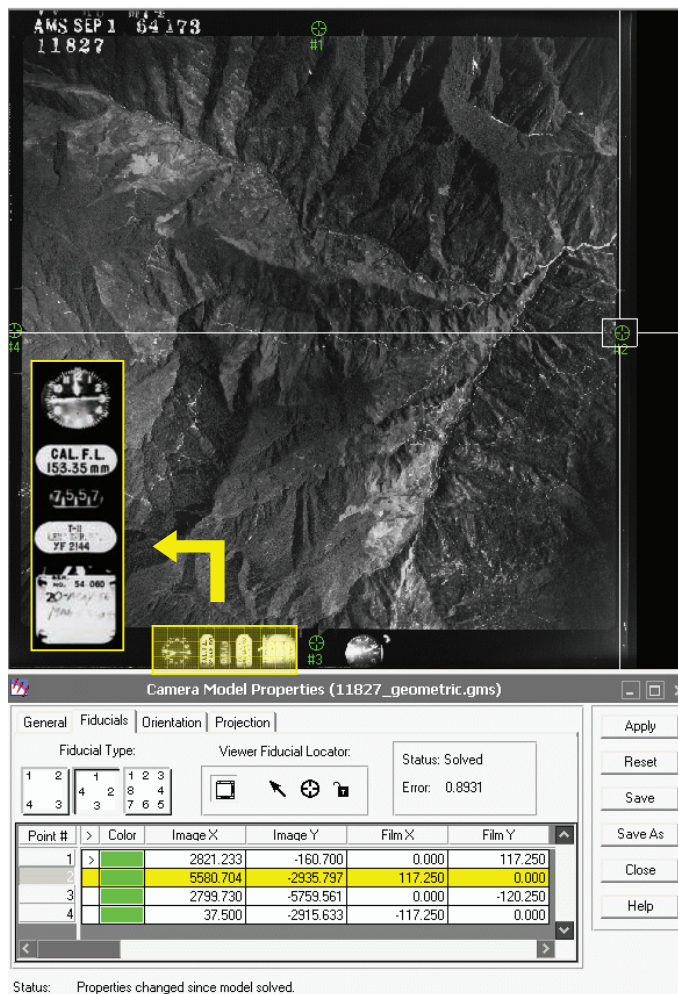 AMS SEP 1 64 173
11827
#1
#4
#2
CAL. F. L.
153.35 mm
7557
T-11
XF 2144
NO. 54-060
#3
Camera Model Properties (11827_geometric.gms)
General Fiducials Orientation Projection
Fiducial Type: Viewer Fiducial Locator: Status: Solved
Error: 0.8931
1 2
4 3
1
4 2
3
1 2 3
8 4
7 6 5
Apply
Reset
Save
Save As
Close
Help
Point # > Color Image X Image Y Film X Film Y
1 > 2821.233 -160.700 0.000 117.250
2 5580.704 -2935.797 117.250 0.000
3 2799.730 -5759.561 0.000 -120.250
4 37.500 -2915.633 -117.250 0.000
Status: Properties changed since model solved.